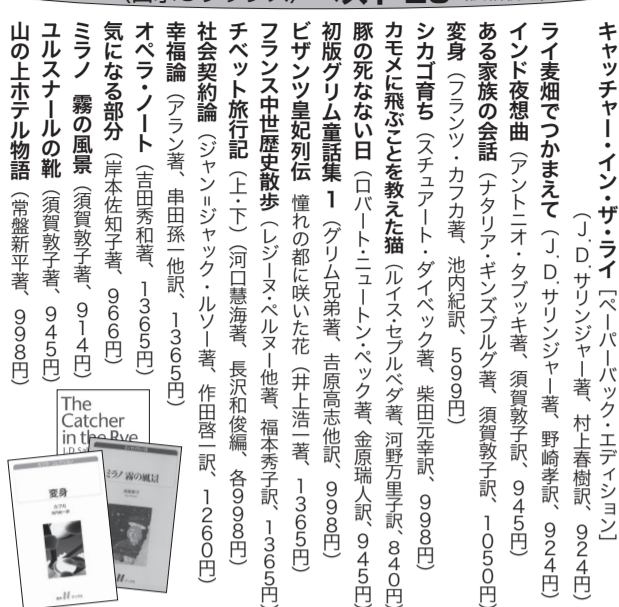 キャッチャー・イン・ザ・ライ［ペーパーバック・エディション］
（J．D．サリンジャー著、村上春樹訳、924円）
ライ麦畑でつかまえて（J．D．サリンジャー著、野崎孝訳、924円）
インド夜想曲（アントニオ・タブッキ著、須賀敦子訳、945円）
ある家族の会話（ナタリア・ギンズブルグ著、須賀敦子訳、1050円）
変身（フランツ・カフカ著、池内紀訳、599円）
シカゴ育ち（スチュアート・ダイベック著、柴田元幸訳、998円）
カモメに飛ぶことを教えた猫（ルイス・セプルベダ著、河野万里子訳、840円）
豚の死なない日（ロバート・ニュートン・ペック著、金原瑞人訳、945円）
初版グリム童話集 1（グリム兄弟著、吉原高志他訳、998円）
ビザンツ皇妃列伝 憧れの都に咲いた花（井上浩一著、1365円）
フランス中世歴史散歩（レジーヌ・ペルヌー他著、福本秀子訳、1365円）
チベット旅行記（上・下）（河口慧海著、長沢和俊編、各998円）
社会契約論（ジャン＝ジャック・ルソー著、作田啓一訳、1260円）
幸福論（アラン著、串田孫一他訳、1365円）
オペラ・ノート（吉田秀和著、1365円）
気になる部分（岸本佐知子著、966円）
ミラノ 霧の風景（須賀敦子著、914円）
ユルスナールの靴（須賀敦子著、945円）
山の上ホテル物語（常盤新平著、998円）
The
Catcher
in the Rye
J.D. Sa
ミラノ 霧の風景
変身
カフカ